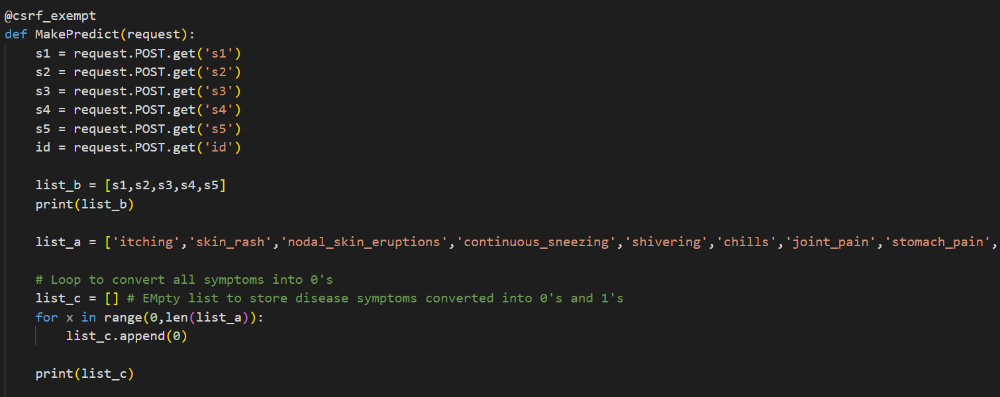 @csrf_exempt
def MakePredict(request):
    s1 = request.POST.get('s1')
    s2 = request.POST.get('s2')
    s3 = request.POST.get('s3')
    s4 = request.POST.get('s4')
    s5 = request.POST.get('s5')
    id = request.POST.get('id')
    list_b = [s1,s2,s3,s4,s5]
    print(list_b)
    list_a = ['itching','skin_rash','nodal_skin_eruptions','continuous_sneezing','shivering','chills','joint_pain','stomach_pain',
    # Loop to convert all symptoms into 0's
    list_c = [] # EMpty list to store disease symptoms converted into 0's and 1's
    for x in range(0,len(list_a)):
        list_c.append(0)
    print(list_c)